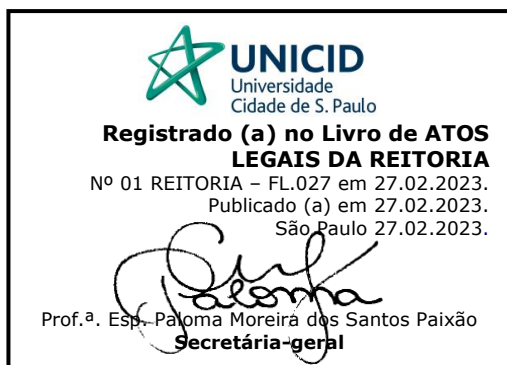 UNICID
Universidade
Cidade de S. Paulo
Registrado (a) no Livro de ATOS
LEGAIS DA REITORIA
Nº 01 REITORIA – FL.027 em 27.02.2023.
Publicado (a) em 27.02.2023.
São Paulo 27.02.2023.
Paloma
Prof.ª. Esp. Paloma Moreira dos Santos Paixão
Secretária-geral